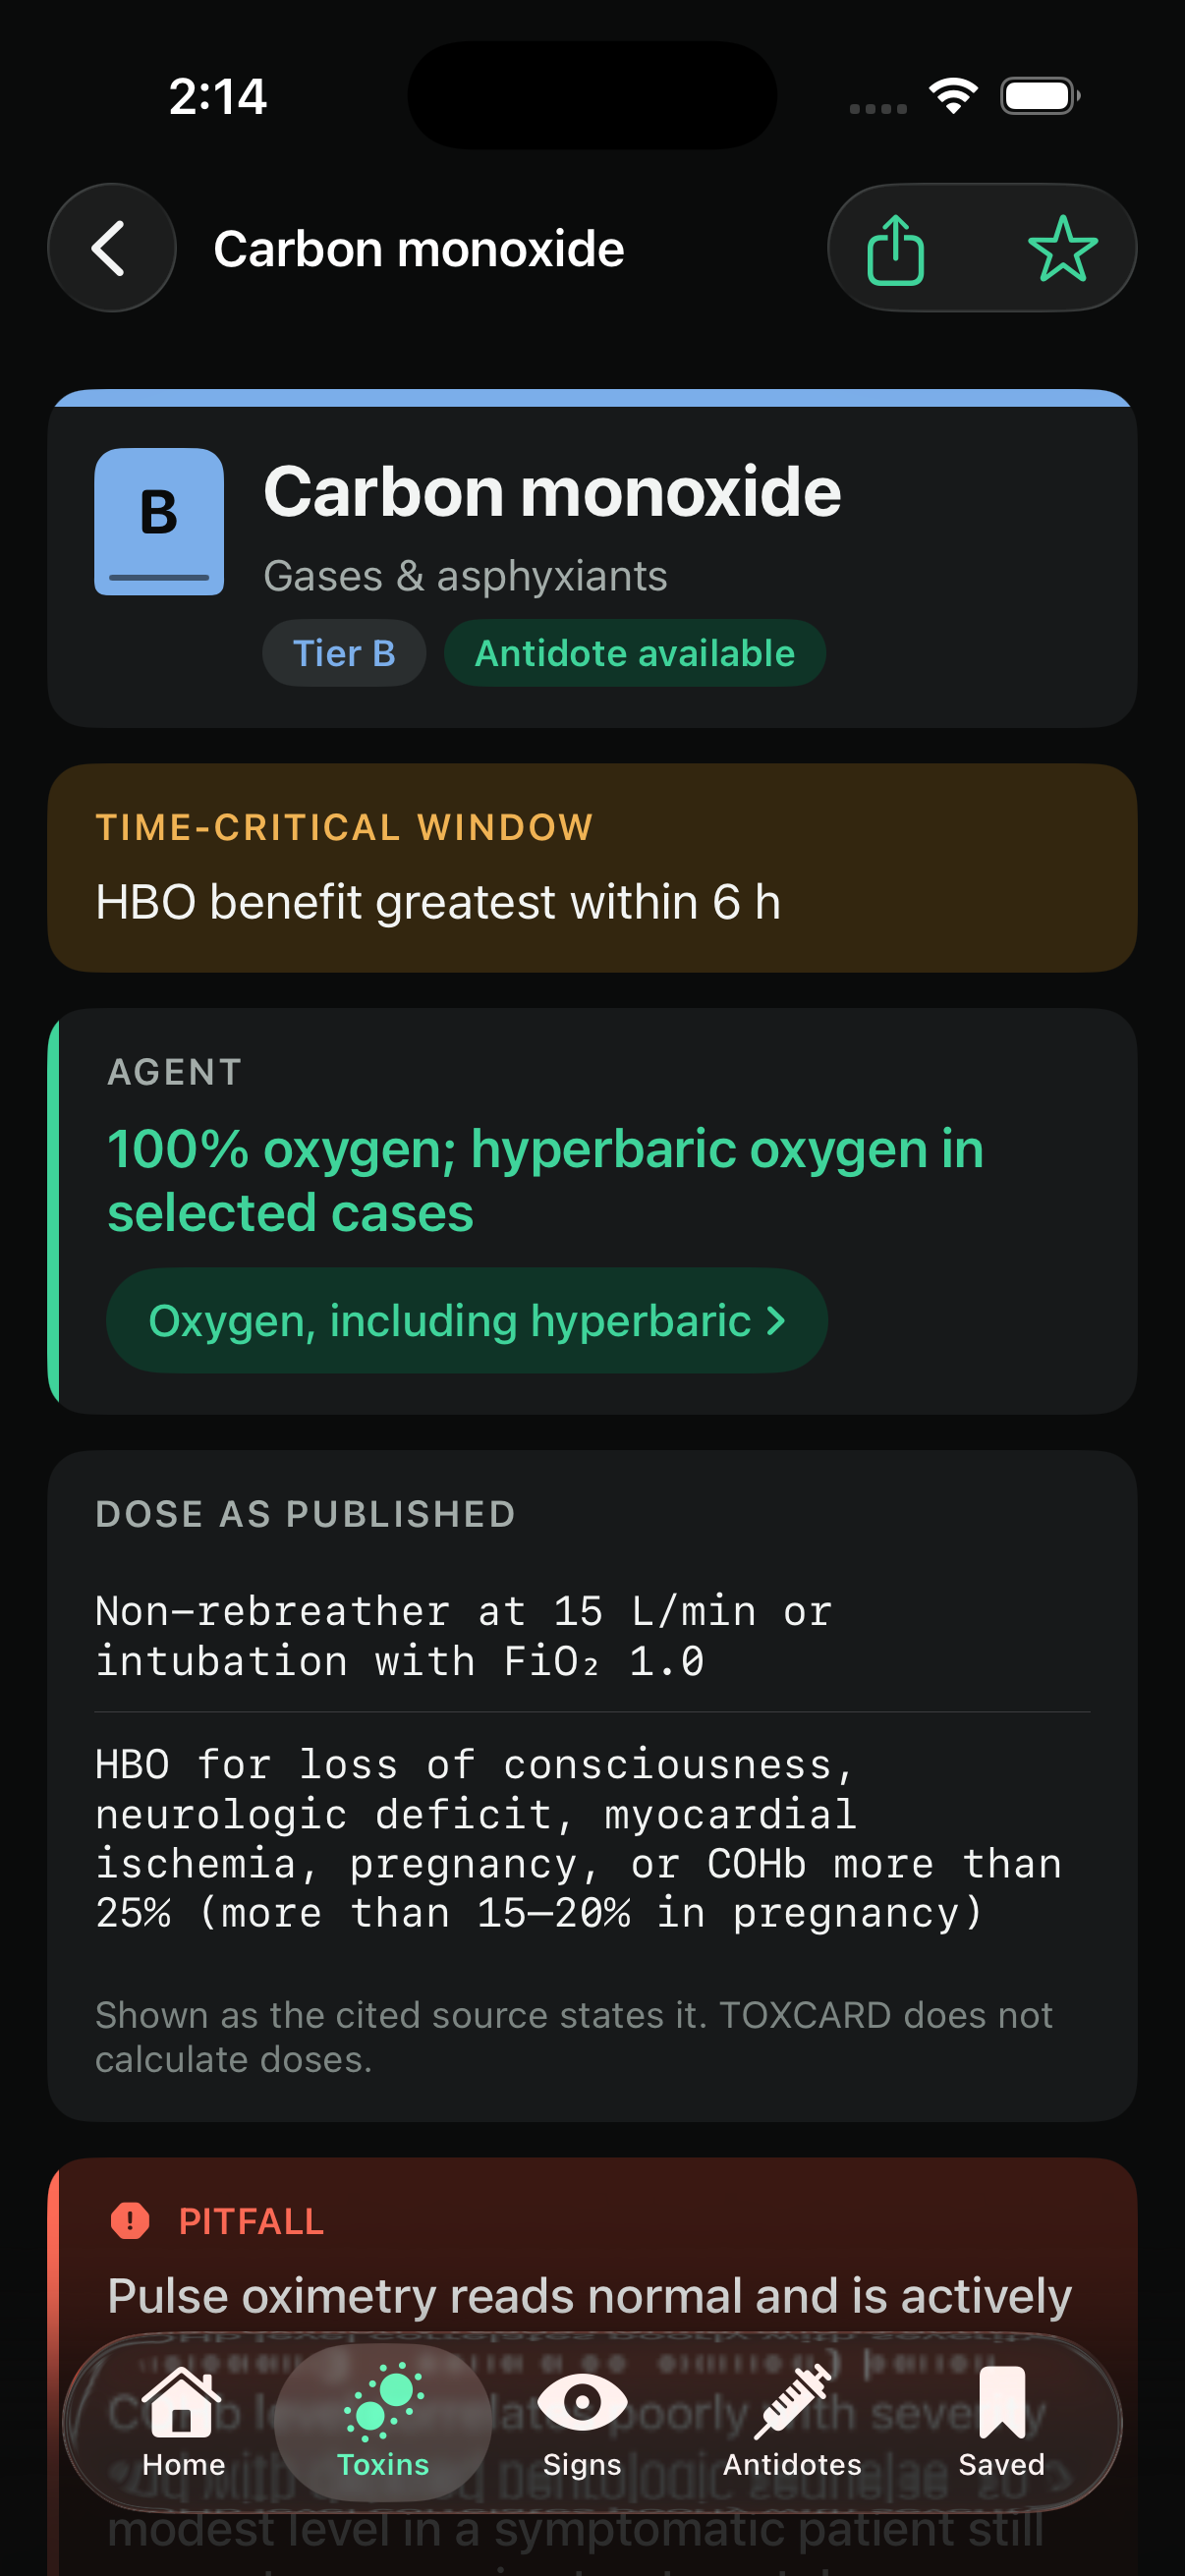 2:14
Carbon monoxide
B
Carbon monoxide
Gases & asphyxiants
Tier B
Antidote available
TIME-CRITICAL WINDOW
HBO benefit greatest within 6 h
AGENT
100% oxygen; hyperbaric oxygen in
selected cases
Oxygen, including hyperbaric
DOSE AS PUBLISHED
Non-rebreather at 15 L/min or
intubation with FiO₂ 1.0
HBO for loss of consciousness,
neurologic deficit, myocardial
ischemia, pregnancy, or COHb more than
25% (more than 15–20% in pregnancy)
Shown as the cited source states it. TOXCARD does not
calculate doses.
PITFALL
Pulse oximetry reads normal and is actively
poorly
Home
Toxins
Signs
Antidotes
Saved
modest level in a symptomatic patient still